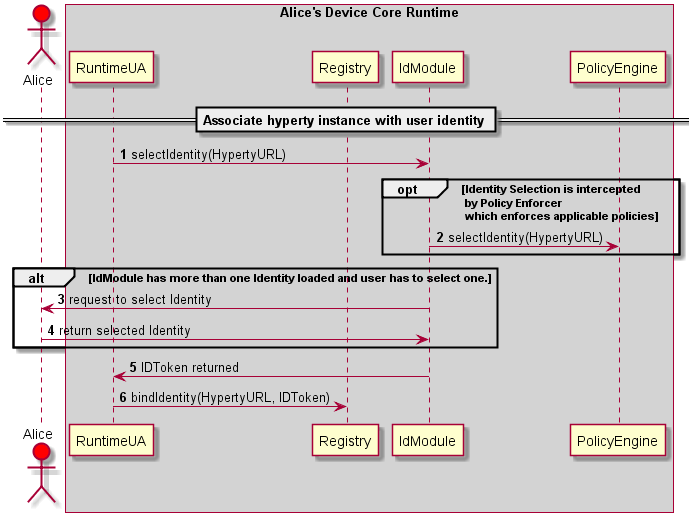 Alice's Device Core Runtime
Alice
RuntimeUA
Registry
IdModule
PolicyEngine
Associate hyperty instance with user identity
1 selectIdentity(HypertyURL)
opt
[Identity Selection is intercepted
by Policy Enforcer
which enforces applicable policies]
2 selectIdentity(HypertyURL)
alt
[IdModule has more than one Identity loaded and user has to select one.]
3 request to select Identity
4 return selected Identity
5 IDToken returned
6 bindIdentity(HypertyURL, IDToken)
Alice
RuntimeUA
Registry
IdModule
PolicyEngine